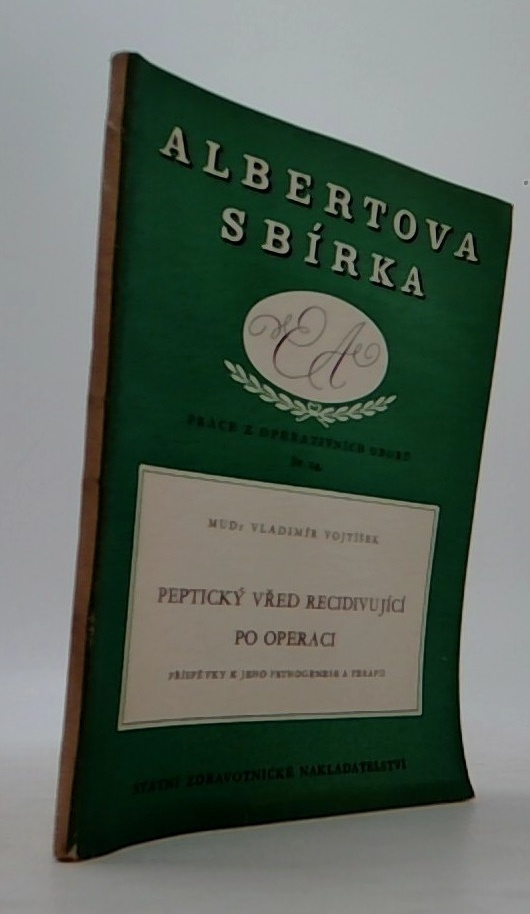 ALBERTOVA
SBÍRKA
EA
PRÁCE Z OPERATIVNÍCH OBORŮ
MUDr VLADIMÍR VOJTÍŠEK
PEPTICKÝ VŘED RECIDIVUJÍCÍ
PO OPERACI
PŘÍSPĚVKY K JEHO PATHOGENESE A TERAPII
STÁTNÍ ZDRAVOTNICKÉ NAKLADATELSTVÍ